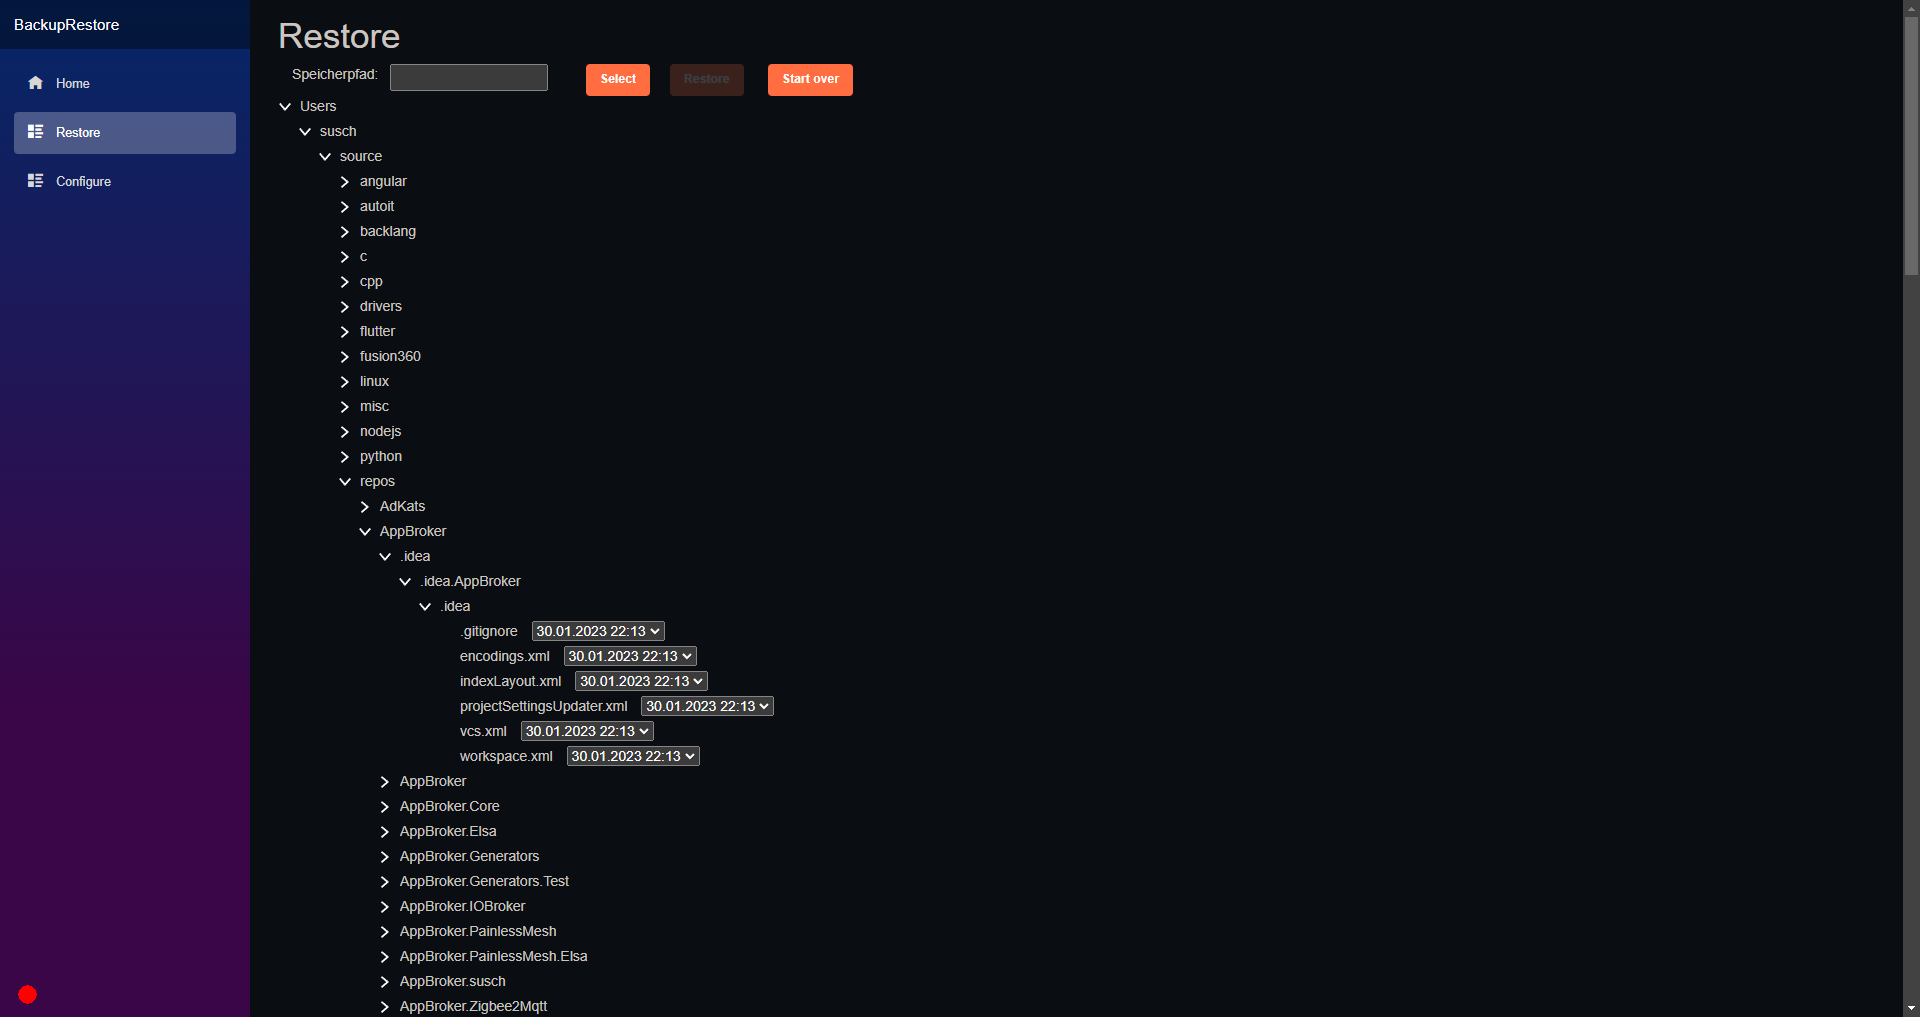 BackupRestore
Home
Restore
Configure
Restore
Speicherpfad:
Select
Restore
Start over
Users
susch
source
angular
autoit
backlang
c
cpp
drivers
flutter
fusion360
linux
misc
nodejs
python
repos
AdKats
AppBroker
.idea
.idea.AppBroker
.idea
.gitignore 30.01.2023 22:13
encodings.xml 30.01.2023 22:13
indexLayout.xml 30.01.2023 22:13
projectSettingsUpdater.xml 30.01.2023 22:13
vcs.xml 30.01.2023 22:13
workspace.xml 30.01.2023 22:13
AppBroker
AppBroker.Core
AppBroker.Elsa
AppBroker.Generators
AppBroker.Generators.Test
AppBroker.IOBroker
AppBroker.PainlessMesh
AppBroker.PainlessMesh.Elsa
AppBroker.susch
AppBroker.Zigbee2Mqtt